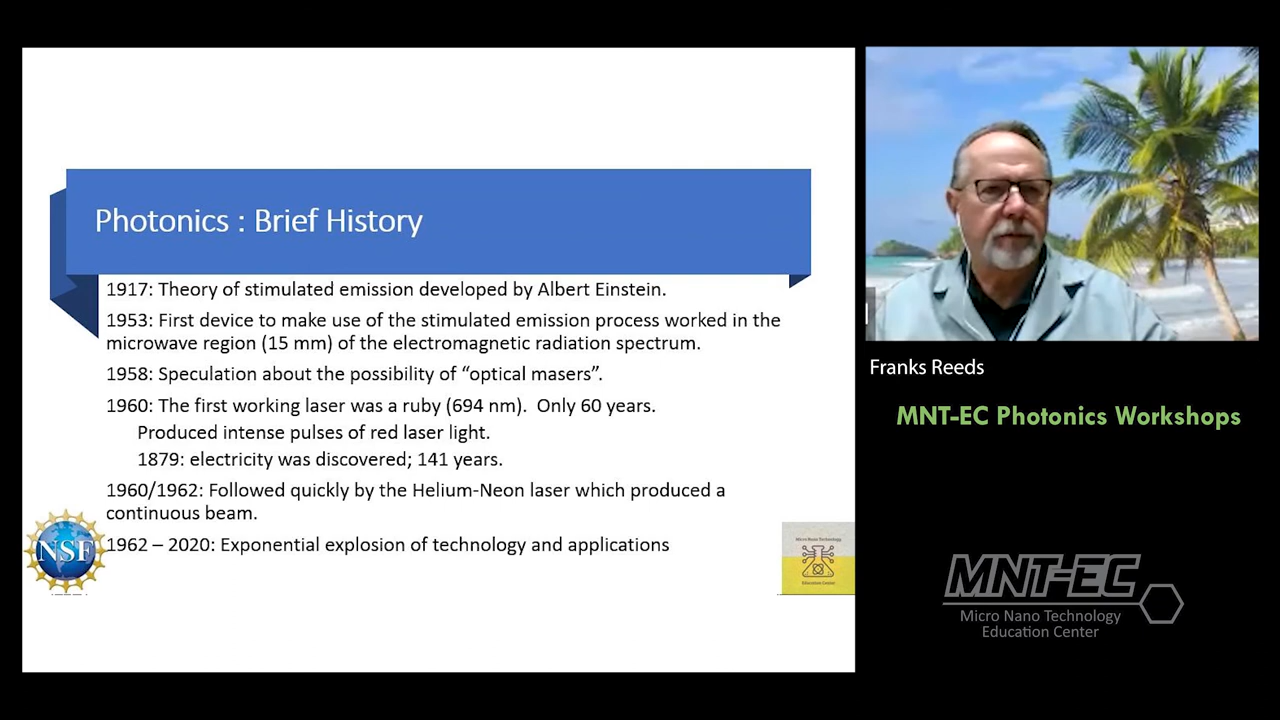 Photonics : Brief History
1917: Theory of stimulated emission developed by Albert Einstein.
1953: First device to make use of the stimulated emission process worked in the
microwave region (15 mm) of the electromagnetic radiation spectrum.
1958: Speculation about the possibility of “optical masers”.
1960: The first working laser was a ruby (694 nm).  Only 60 years.
Produced intense pulses of red laser light.
1879: electricity was discovered; 141 years.
1960/1962: Followed quickly by the Helium-Neon laser which produced a
continuous beam.
1962 – 2020: Exponential explosion of technology and applications
NSF
Micro Nano Technology
Education Center
Franks Reeds
MNT-EC Photonics Workshops
MNT-EC
Micro Nano Technology
Education Center